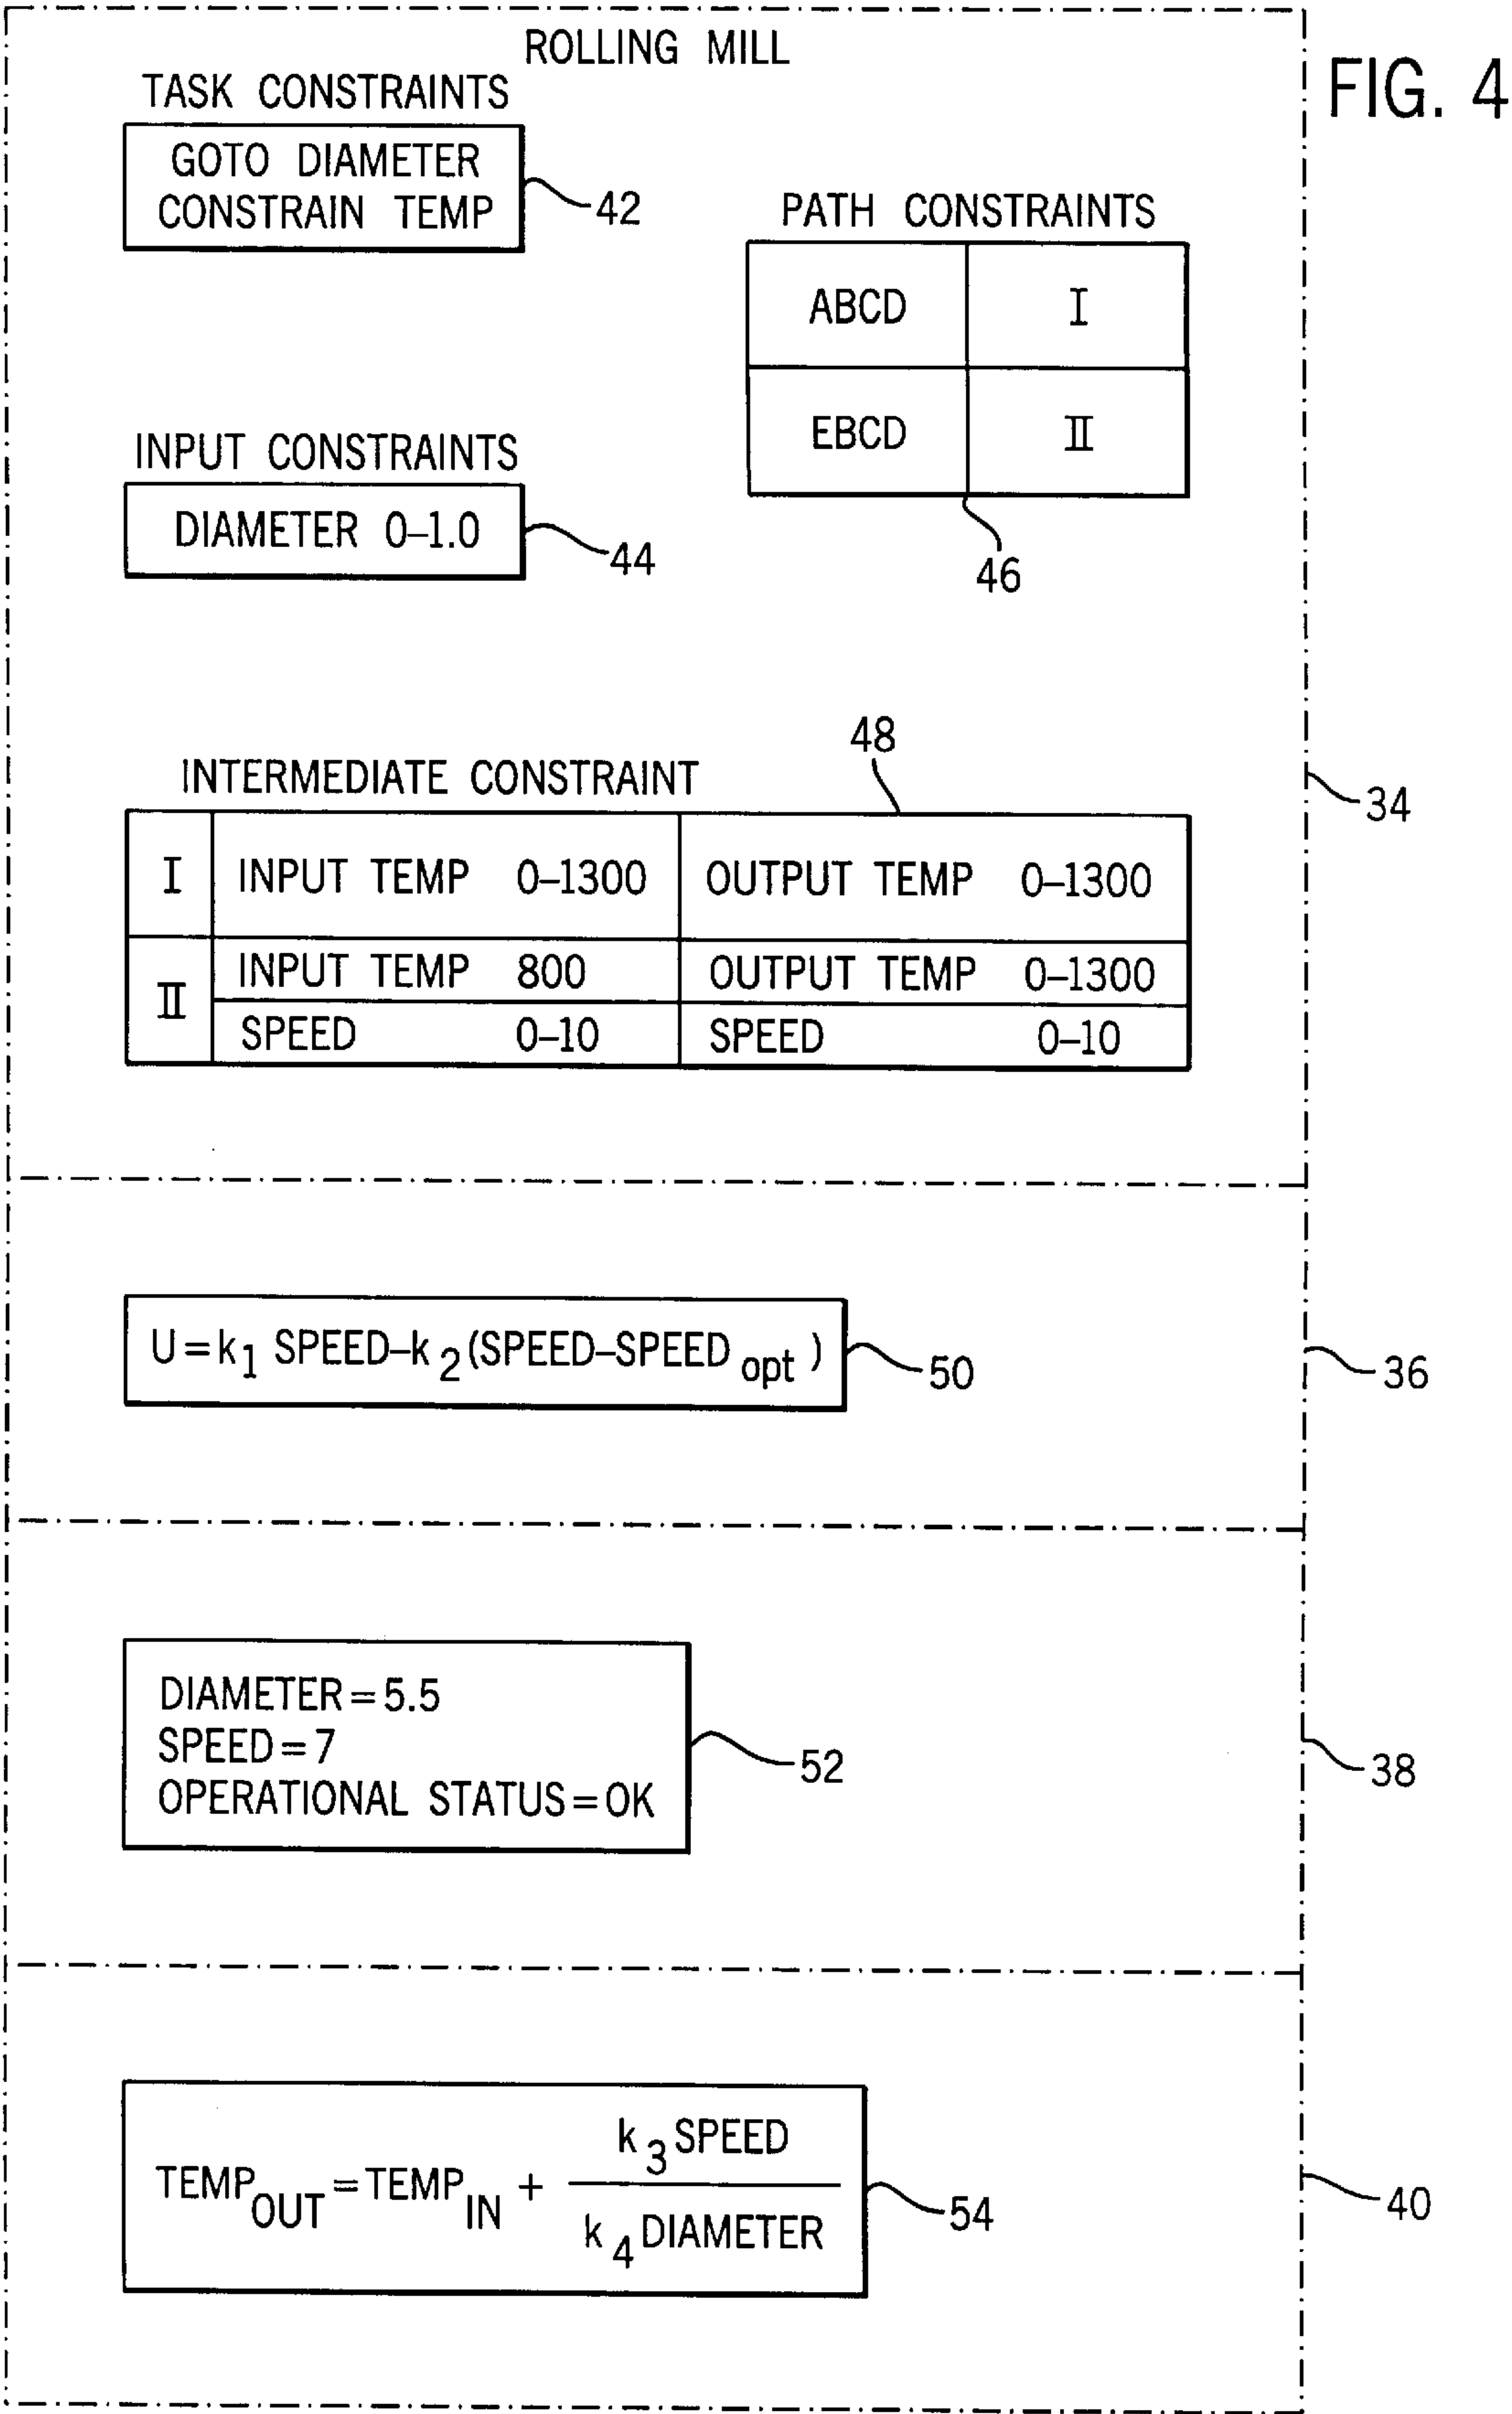 ROLLING MILL
FIG. 4
TASK CONSTRAINTS
GOTO DIAMETER
CONSTRAIN TEMP
42
PATH CONSTRAINTS
ABCD I
EBCD II
46
INPUT CONSTRAINTS
DIAMETER 0–1.0
44
48
INTERMEDIATE CONSTRAINT
34
I INPUT TEMP 0–1300 OUTPUT TEMP 0–1300
II INPUT TEMP 800 OUTPUT TEMP 0–1300
SPEED 0–10 SPEED 0–10
U=k1 SPEED–k2(SPEED–SPEEDopt)
50
36
DIAMETER=5.5
SPEED=7
OPERATIONAL STATUS=OK
52
38
TEMPOUT=TEMPIN + k3SPEED
k4DIAMETER
54
40